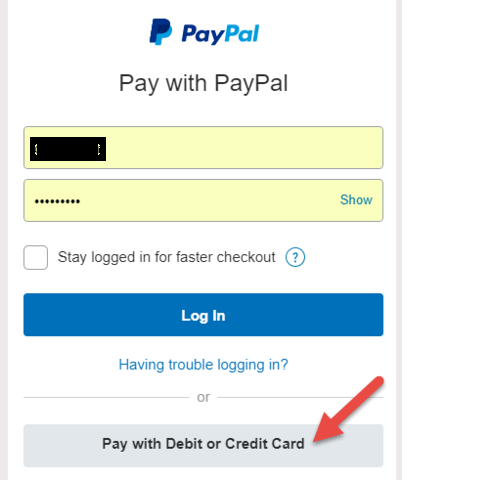 PayPal
Pay with PayPal
••••••••• Show
Stay logged in for faster checkout ?
Log In
Having trouble logging in?
or
Pay with Debit or Credit Card